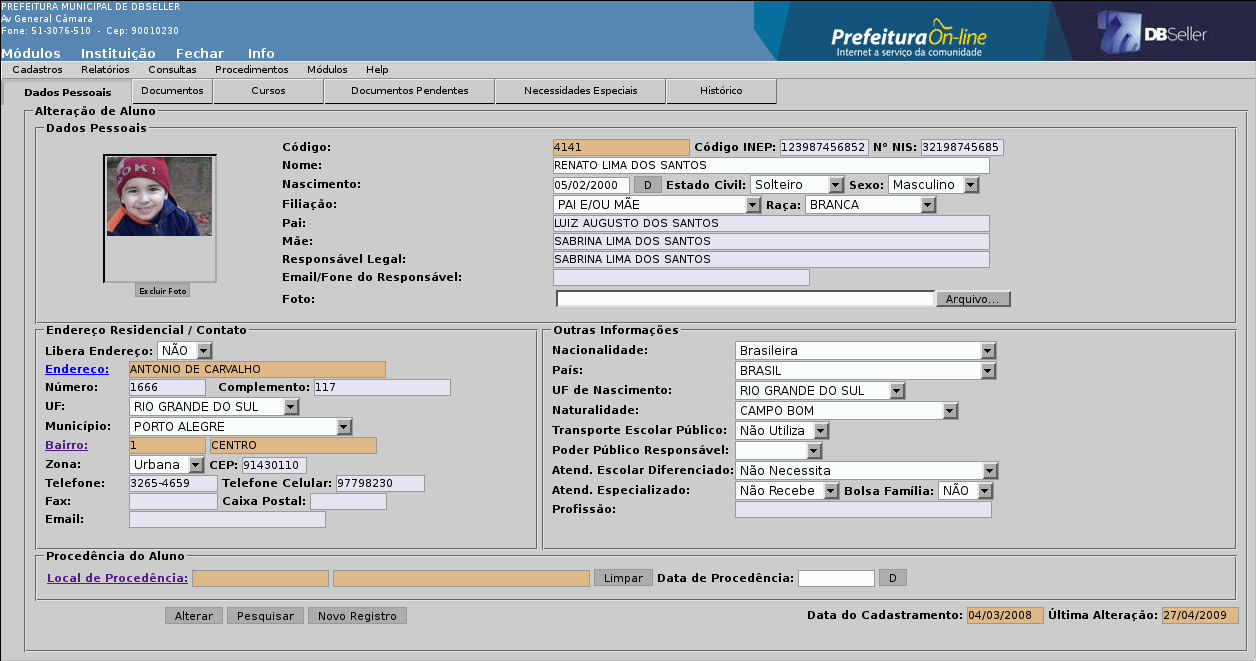 PREFEITURA MUNICIPAL DE DBSELLER
Av General Câmara
Fone: 51-3076-510 - Cep: 90010230
Prefeitura On-line
Internet a serviço da comunidade
DBSeller
Módulos Instituição Fechar Info
Cadastros Relatórios Consultas Procedimentos Módulos Help
Dados Pessoais Documentos Cursos Documentos Pendentes Necessidades Especiais Histórico
Alteração de Aluno
Dados Pessoais
Código: 4141 Código INEP: 123987456852 N° NIS: 32198745685
Nome: RENATO LIMA DOS SANTOS
Nascimento: 05/02/2000 D Estado Civil: Solteiro Sexo: Masculino
Filiação: PAI E/OU MÃE Raça: BRANCA
Pai: LUIZ AUGUSTO DOS SANTOS
Mãe: SABRINA LIMA DOS SANTOS
Responsável Legal: SABRINA LIMA DOS SANTOS
Email/Fone do Responsável:
Excluir Foto
Foto: Arquivo...
Endereço Residencial / Contato
Libera Endereço: NÃO
Endereço: ANTONIO DE CARVALHO
Número: 1666 Complemento: 117
UF: RIO GRANDE DO SUL
Município: PORTO ALEGRE
Bairro: 1 CENTRO
Zona: Urbana CEP: 91430110
Telefone: 3265-4659 Telefone Celular: 97798230
Fax: Caixa Postal:
Email:
Outras Informações
Nacionalidade: Brasileira
País: BRASIL
UF de Nascimento: RIO GRANDE DO SUL
Naturalidade: CAMPO BOM
Transporte Escolar Público: Não Utiliza
Poder Público Responsável:
Atend. Escolar Diferenciado: Não Necessita
Atend. Especializado: Não Recebe Bolsa Família: NÃO
Profissão:
Procedência do Aluno
Local de Procedência: Limpar Data de Procedência: D
Alterar Pesquisar Novo Registro Data do Cadastramento: 04/03/2008 Última Alteração: 27/04/2009